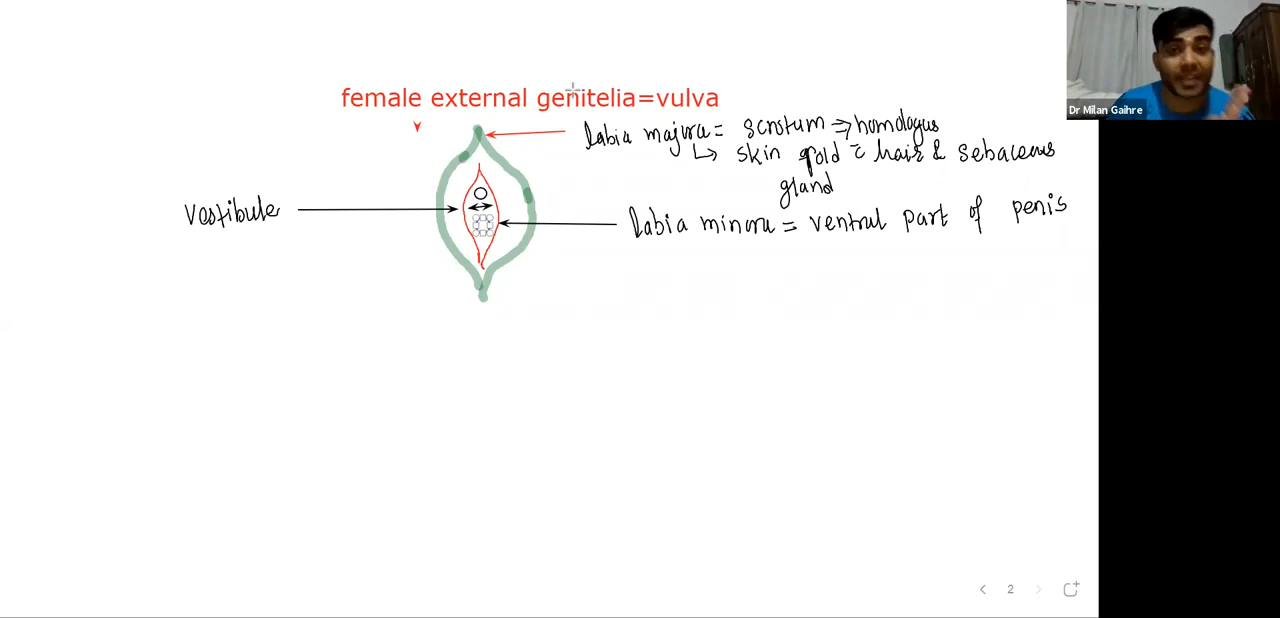 female external genitelia=vulva
Dr Milan Gaihre
labia majora = scrotum => homologus
↳ skin fold c̄ hair & sebaceous
gland
vestibule
labia minora = ventral part of penis
2